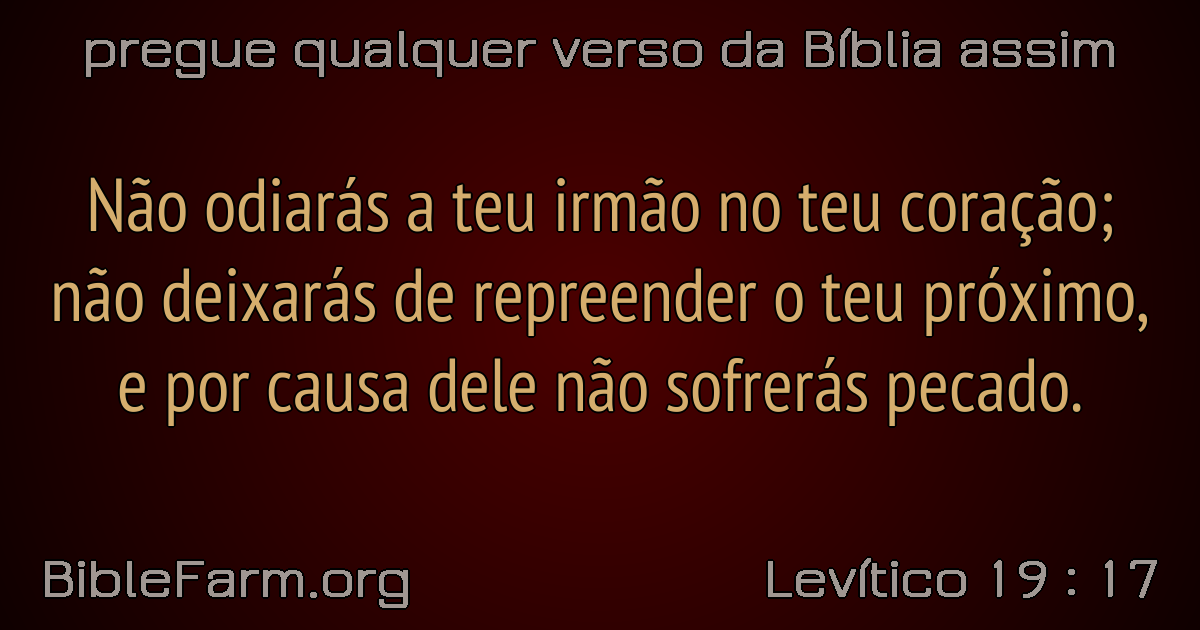 pregue qualquer verso da Bíblia assim
Não odiarás a teu irmão no teu coração;
não deixarás de repreender o teu próximo,
e por causa dele não sofrerás pecado.
BibleFarm.org
Levítico 19 : 17